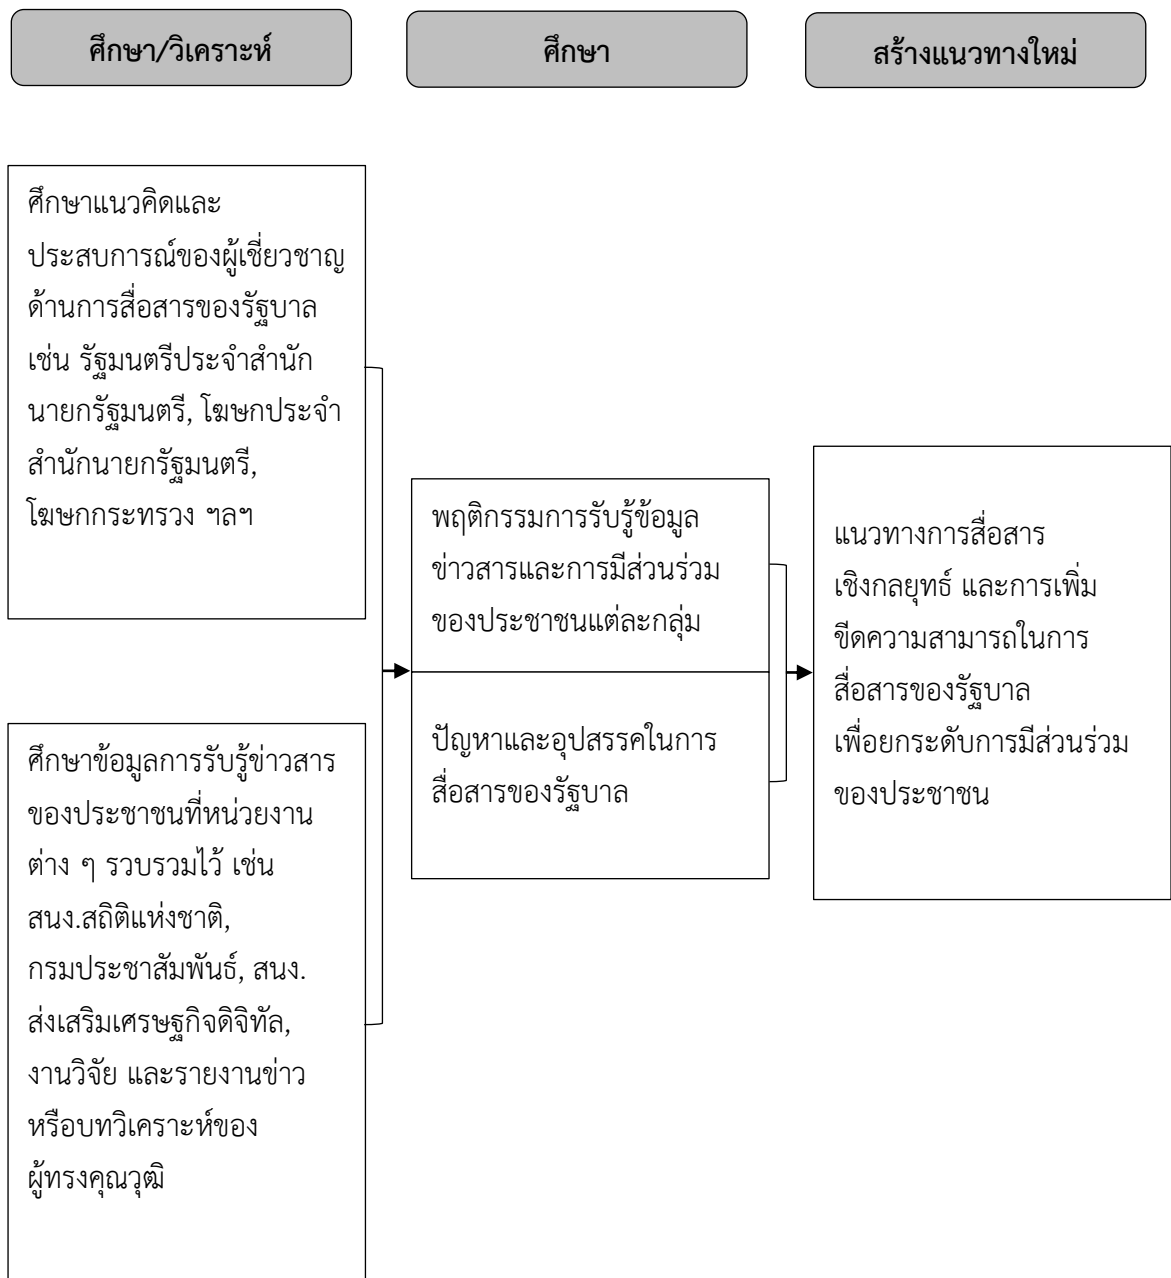 ศึกษา/วิเคราะห์
ศึกษา
สร้างแนวทางใหม่
ศึกษาแนวคิดและ
ประสบการณ์ของผู้เชี่ยวชาญ
ด้านการสื่อสารของรัฐบาล
เช่น รัฐมนตรีประจำสำนัก
นายกรัฐมนตรี, โฆษกประจำ
สำนักนายกรัฐมนตรี,
โฆษกกระทรวง ฯลฯ
ศึกษาข้อมูลการรับรู้ข่าวสาร
ของประชาชนที่หน่วยงาน
ต่าง ๆ รวบรวมไว้ เช่น
สนง.สถิติแห่งชาติ,
กรมประชาสัมพันธ์, สนง.
ส่งเสริมเศรษฐกิจดิจิทัล,
งานวิจัย และรายงานข่าว
หรือบทวิเคราะห์ของ
ผู้ทรงคุณวุฒิ
พฤติกรรมการรับรู้ข้อมูล
ข่าวสารและการมีส่วนร่วม
ของประชาชนแต่ละกลุ่ม
ปัญหาและอุปสรรคในการ
สื่อสารของรัฐบาล
แนวทางการสื่อสาร
เชิงกลยุทธ์ และการเพิ่ม
ขีดความสามารถในการ
สื่อสารของรัฐบาล
เพื่อยกระดับการมีส่วนร่วม
ของประชาชน